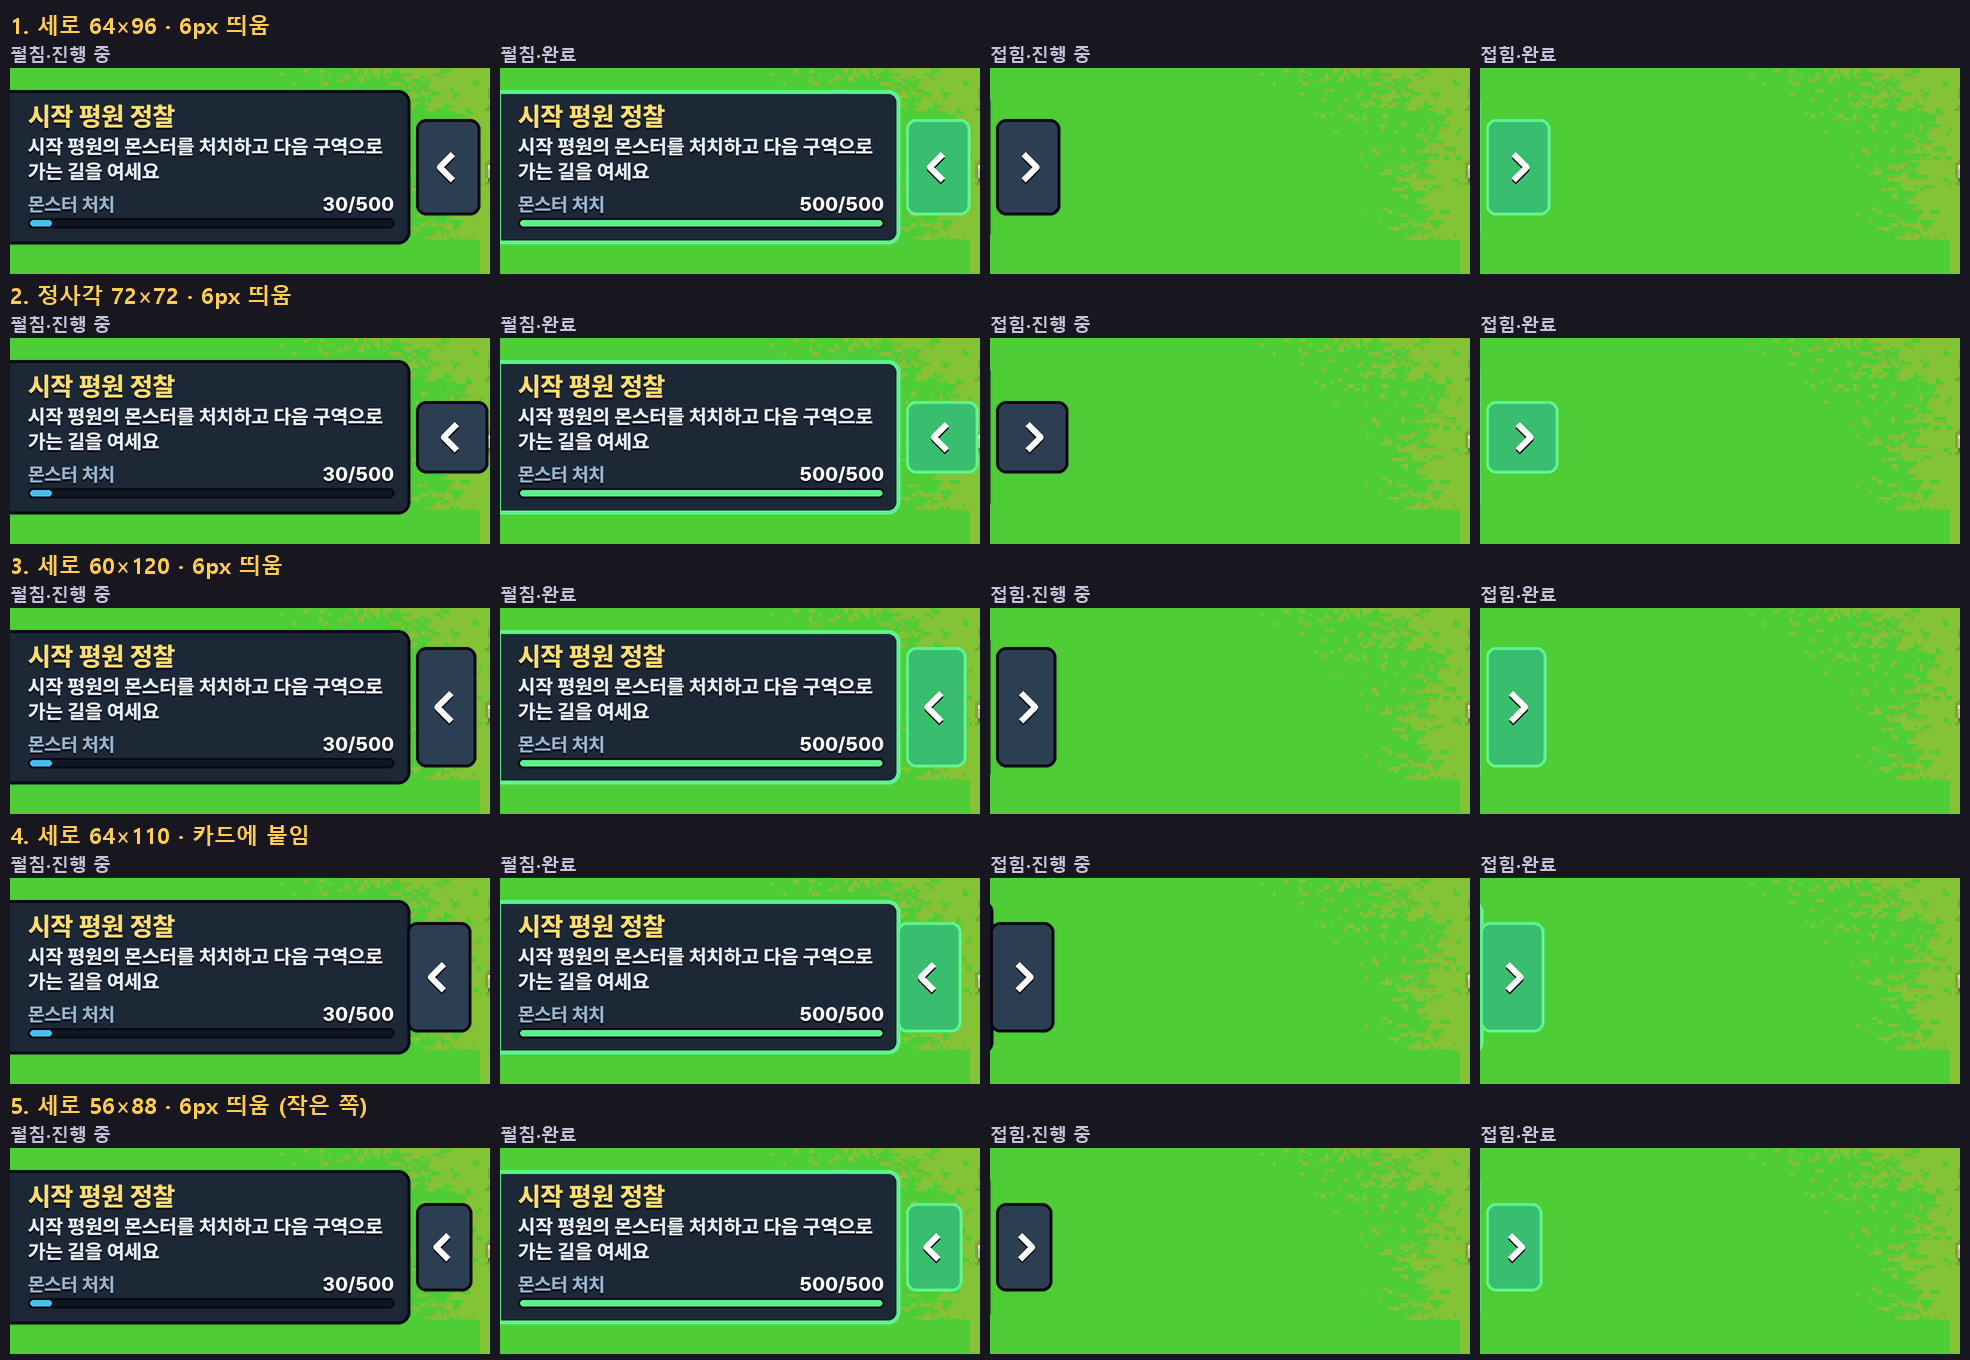 1. 세로 64×96 · 6px 띄움
펼침·진행 중
펼침·완료
접힘·진행 중
접힘·완료
시작 평원 정찰
시작 평원의 몬스터를 처치하고 다음 구역으로
가는 길을 여세요
몬스터 처치 30/500
시작 평원 정찰
시작 평원의 몬스터를 처치하고 다음 구역으로
가는 길을 여세요
몬스터 처치 500/500
2. 정사각 72×72 · 6px 띄움
펼침·진행 중
펼침·완료
접힘·진행 중
접힘·완료
시작 평원 정찰
시작 평원의 몬스터를 처치하고 다음 구역으로
가는 길을 여세요
몬스터 처치 30/500
시작 평원 정찰
시작 평원의 몬스터를 처치하고 다음 구역으로
가는 길을 여세요
몬스터 처치 500/500
3. 세로 60×120 · 6px 띄움
펼침·진행 중
펼침·완료
접힘·진행 중
접힘·완료
시작 평원 정찰
시작 평원의 몬스터를 처치하고 다음 구역으로
가는 길을 여세요
몬스터 처치 30/500
시작 평원 정찰
시작 평원의 몬스터를 처치하고 다음 구역으로
가는 길을 여세요
몬스터 처치 500/500
4. 세로 64×110 · 카드에 붙임
펼침·진행 중
펼침·완료
접힘·진행 중
접힘·완료
시작 평원 정찰
시작 평원의 몬스터를 처치하고 다음 구역으로
가는 길을 여세요
몬스터 처치 30/500
시작 평원 정찰
시작 평원의 몬스터를 처치하고 다음 구역으로
가는 길을 여세요
몬스터 처치 500/500
5. 세로 56×88 · 6px 띄움 (작은 쪽)
펼침·진행 중
펼침·완료
접힘·진행 중
접힘·완료
시작 평원 정찰
시작 평원의 몬스터를 처치하고 다음 구역으로
가는 길을 여세요
몬스터 처치 30/500
시작 평원 정찰
시작 평원의 몬스터를 처치하고 다음 구역으로
가는 길을 여세요
몬스터 처치 500/500